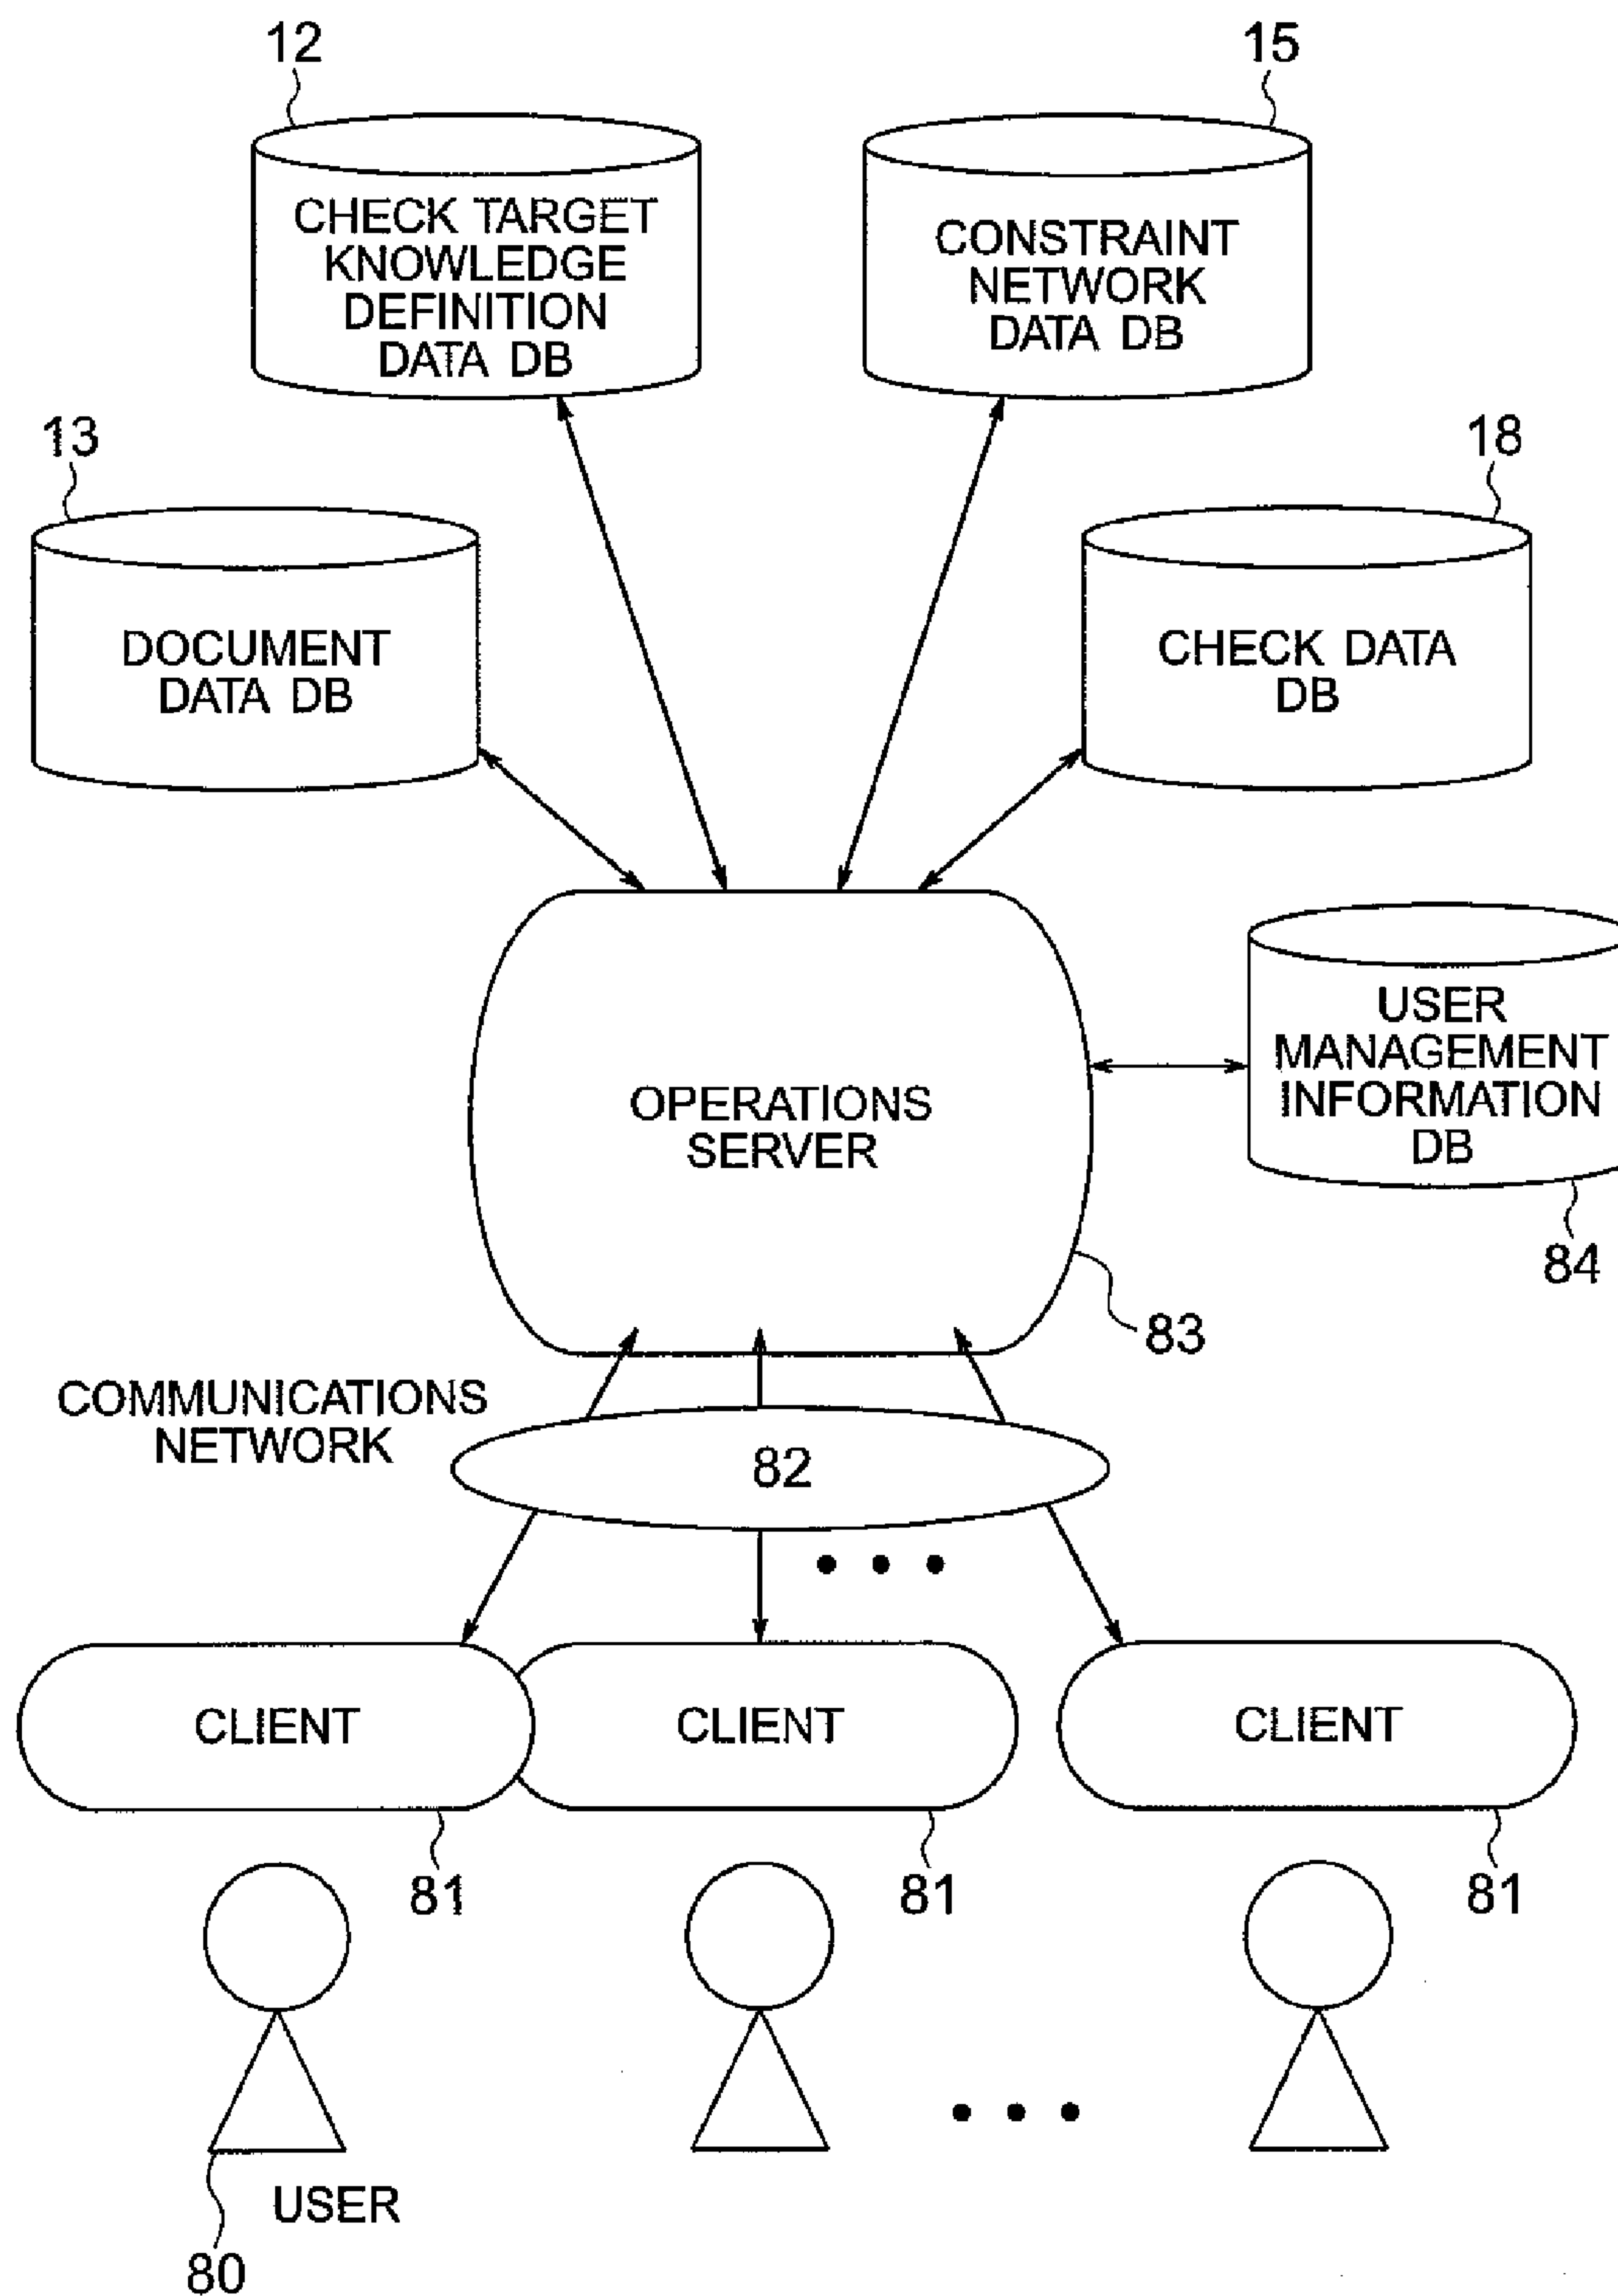 12
15
CHECK TARGET
KNOWLEDGE
DEFINITION
DATA DB
CONSTRAINT
NETWORK
DATA DB
13
18
DOCUMENT
DATA DB
CHECK DATA
DB
USER
MANAGEMENT
INFORMATION
DB
84
OPERATIONS
SERVER
83
COMMUNICATIONS
NETWORK
82
CLIENT
CLIENT
CLIENT
81
81
81
USER
80